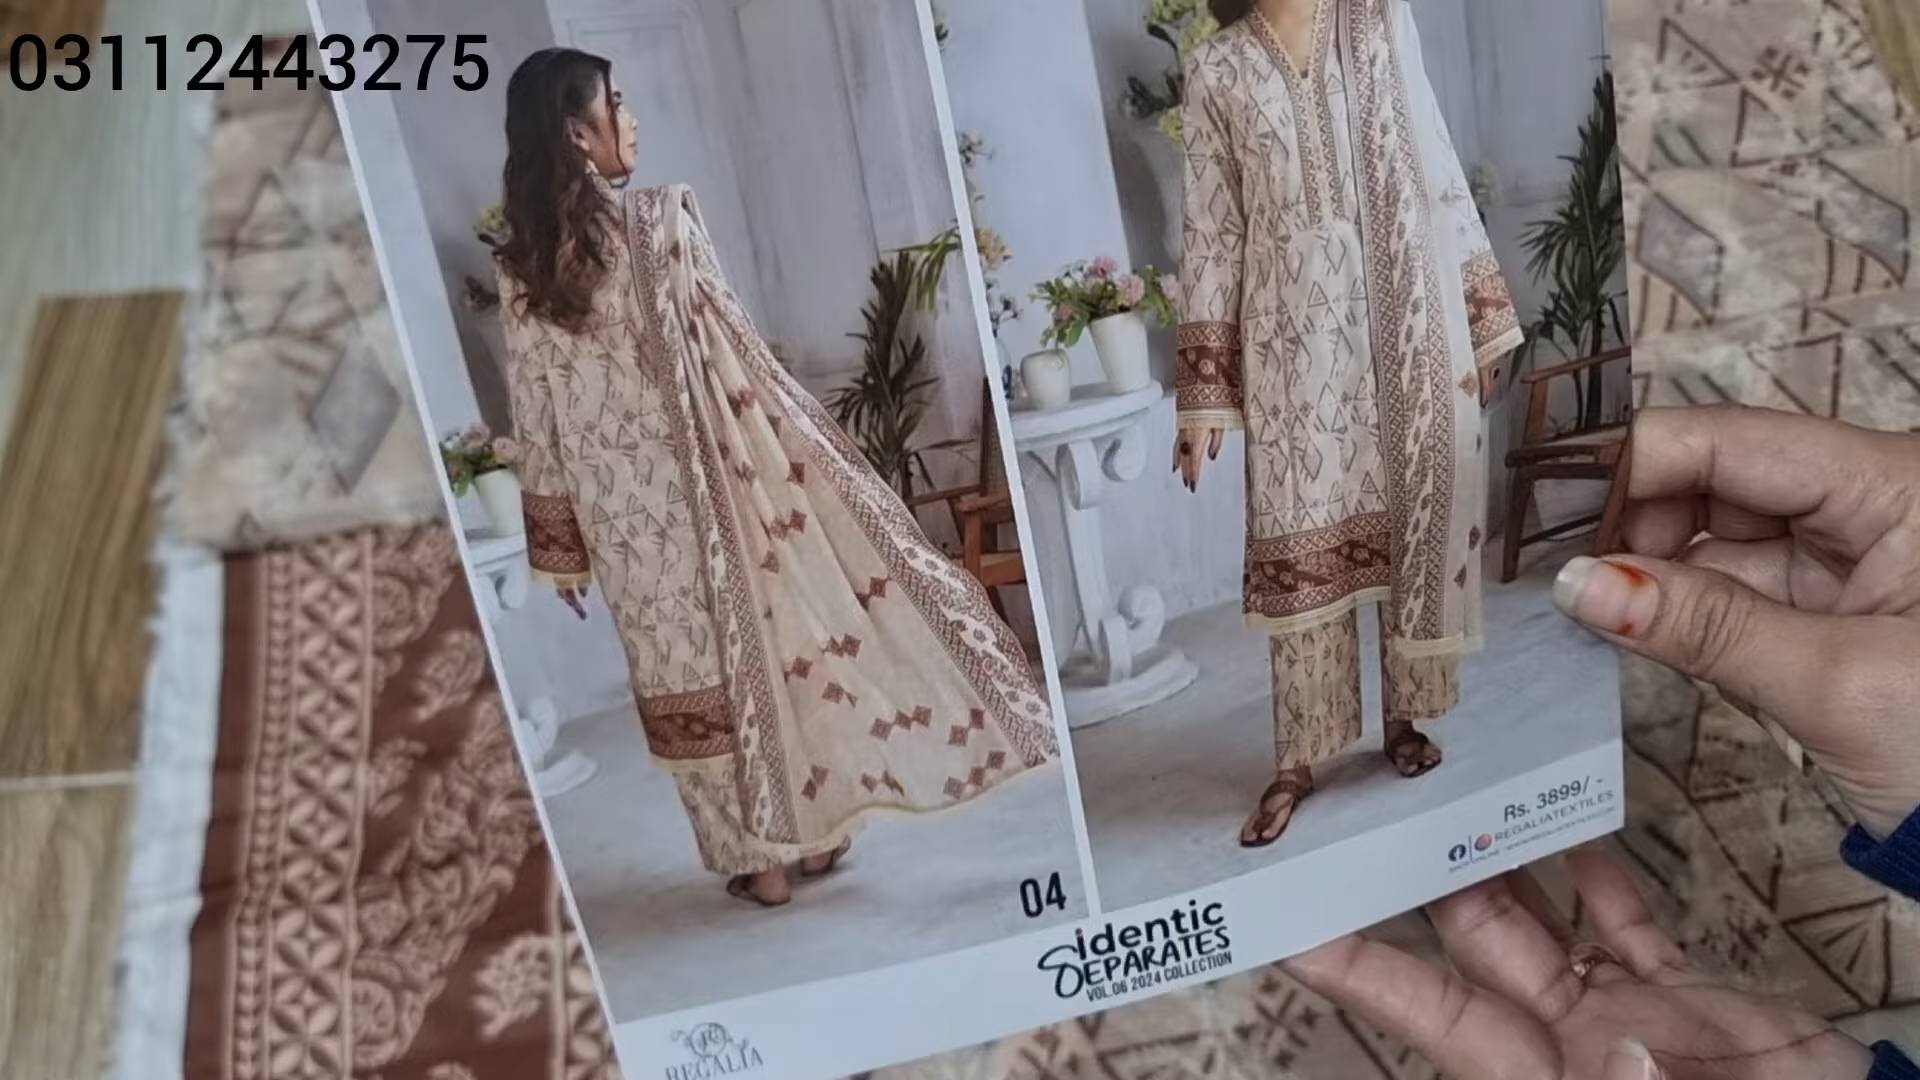 03112443275
Rs. 3899/-
REGALIATEXTILES
04
identic
SEPARATES
VOL.06 2024 COLLECTION
REGALIA